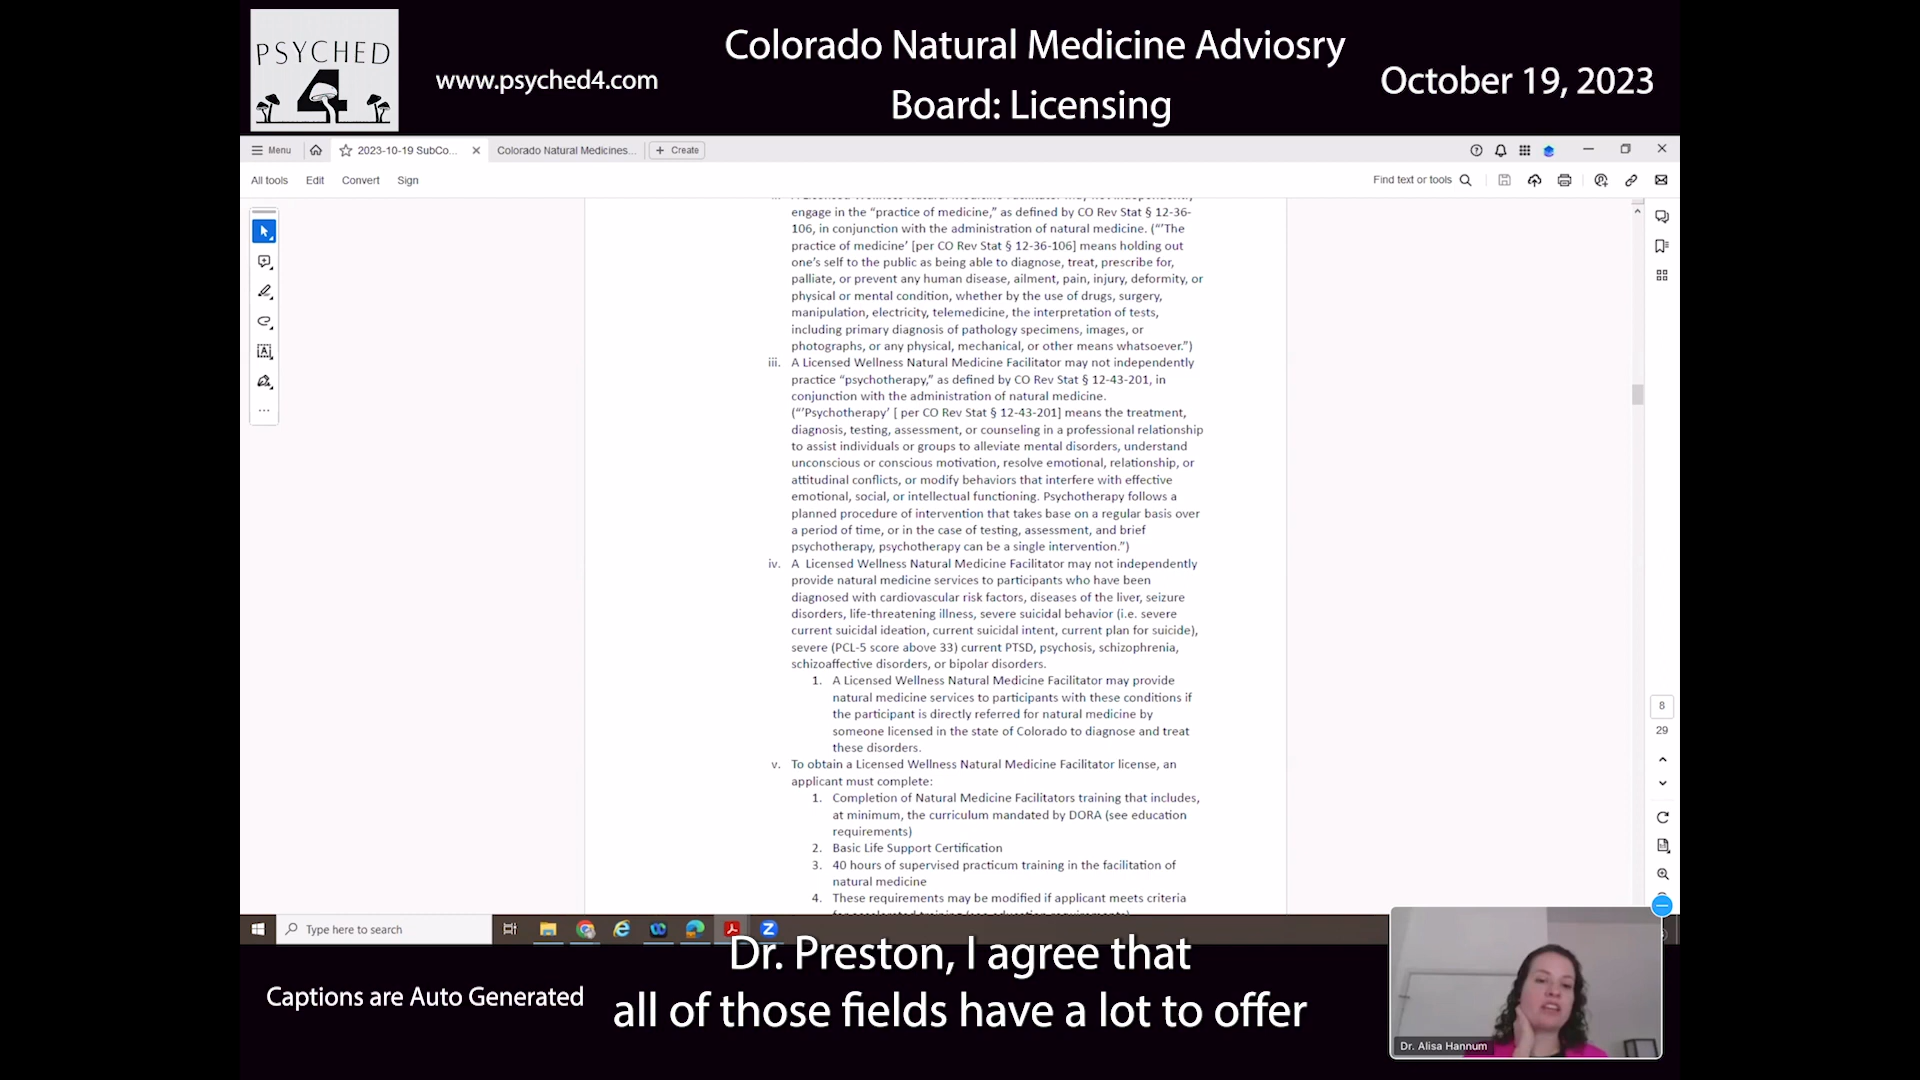 PSYCHED
4
www.psyched4.com
Colorado Natural Medicine Adviosry
Board: Licensing
October 19, 2023
Menu
2023-10-19 SubCo...
Colorado Natural Medicines...
+ Create
All tools
Edit
Convert
Sign
Find text or tools
engage in the “practice of medicine,” as defined by CO Rev Stat § 12-36-
106, in conjunction with the administration of natural medicine. (“‘The
practice of medicine’ [per CO Rev Stat § 12-36-106] means holding out
one’s self to the public as being able to diagnose, treat, prescribe for,
palliate, or prevent any human disease, ailment, pain, injury, deformity, or
physical or mental condition, whether by the use of drugs, surgery,
manipulation, electricity, telemedicine, the interpretation of tests,
including primary diagnosis of pathology specimens, images, or
photographs, or any physical, mechanical, or other means whatsoever.”)
iii. A Licensed Wellness Natural Medicine Facilitator may not independently
practice “psychotherapy,” as defined by CO Rev Stat § 12-43-201, in
conjunction with the administration of natural medicine.
(“‘Psychotherapy’ [ per CO Rev Stat § 12-43-201] means the treatment,
diagnosis, testing, assessment, or counseling in a professional relationship
to assist individuals or groups to alleviate mental disorders, understand
unconscious or conscious motivation, resolve emotional, relationship, or
attitudinal conflicts, or modify behaviors that interfere with effective
emotional, social, or intellectual functioning. Psychotherapy follows a
planned procedure of intervention that takes base on a regular basis over
a period of time, or in the case of testing, assessment, and brief
psychotherapy, psychotherapy can be a single intervention.”)
iv. A Licensed Wellness Natural Medicine Facilitator may not independently
provide natural medicine services to participants who have been
diagnosed with cardiovascular risk factors, diseases of the liver, seizure
disorders, life-threatening illness, severe suicidal behavior (i.e. severe
current suicidal ideation, current suicidal intent, current plan for suicide),
severe (PCL-5 score above 33) current PTSD, psychosis, schizophrenia,
schizoaffective disorders, or bipolar disorders.
1. A Licensed Wellness Natural Medicine Facilitator may provide
natural medicine services to participants with these conditions if
the participant is directly referred for natural medicine by
someone licensed in the state of Colorado to diagnose and treat
these disorders.
v. To obtain a Licensed Wellness Natural Medicine Facilitator license, an
applicant must complete:
1. Completion of Natural Medicine Facilitators training that includes,
at minimum, the curriculum mandated by DORA (see education
requirements)
2. Basic Life Support Certification
3. 40 hours of supervised practicum training in the facilitation of
natural medicine
4. These requirements may be modified if applicant meets criteria
8
29
Type here to search
Dr. Preston, I agree that
all of those fields have a lot to offer
Captions are Auto Generated
Dr. Alisa Hannum